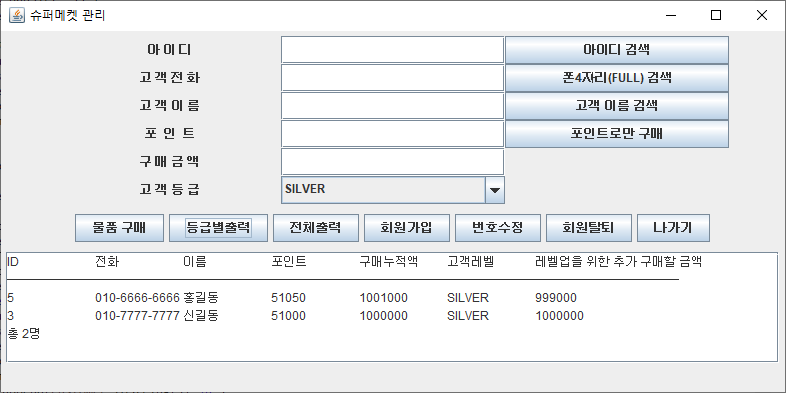 슈퍼메켓 관리
아 이 디 아이디 검색
고 객 전 화 폰4자리(FULL) 검색
고 객 이 름 고객 이름 검색
포 인 트 포인트로만 구매
구 매 금 액
고 객 등 급 SILVER
물품 구매 등급별출력 전체출력 회원가입 번호수정 회원탈퇴 나가기
ID 전화 이름 포인트 구매누적액 고객레벨 레벨업을 위한 추가 구매할 금액
5 010-6666-6666 홍길동 51050 1001000 SILVER 999000
3 010-7777-7777 신길동 51000 1000000 SILVER 1000000
총 2명